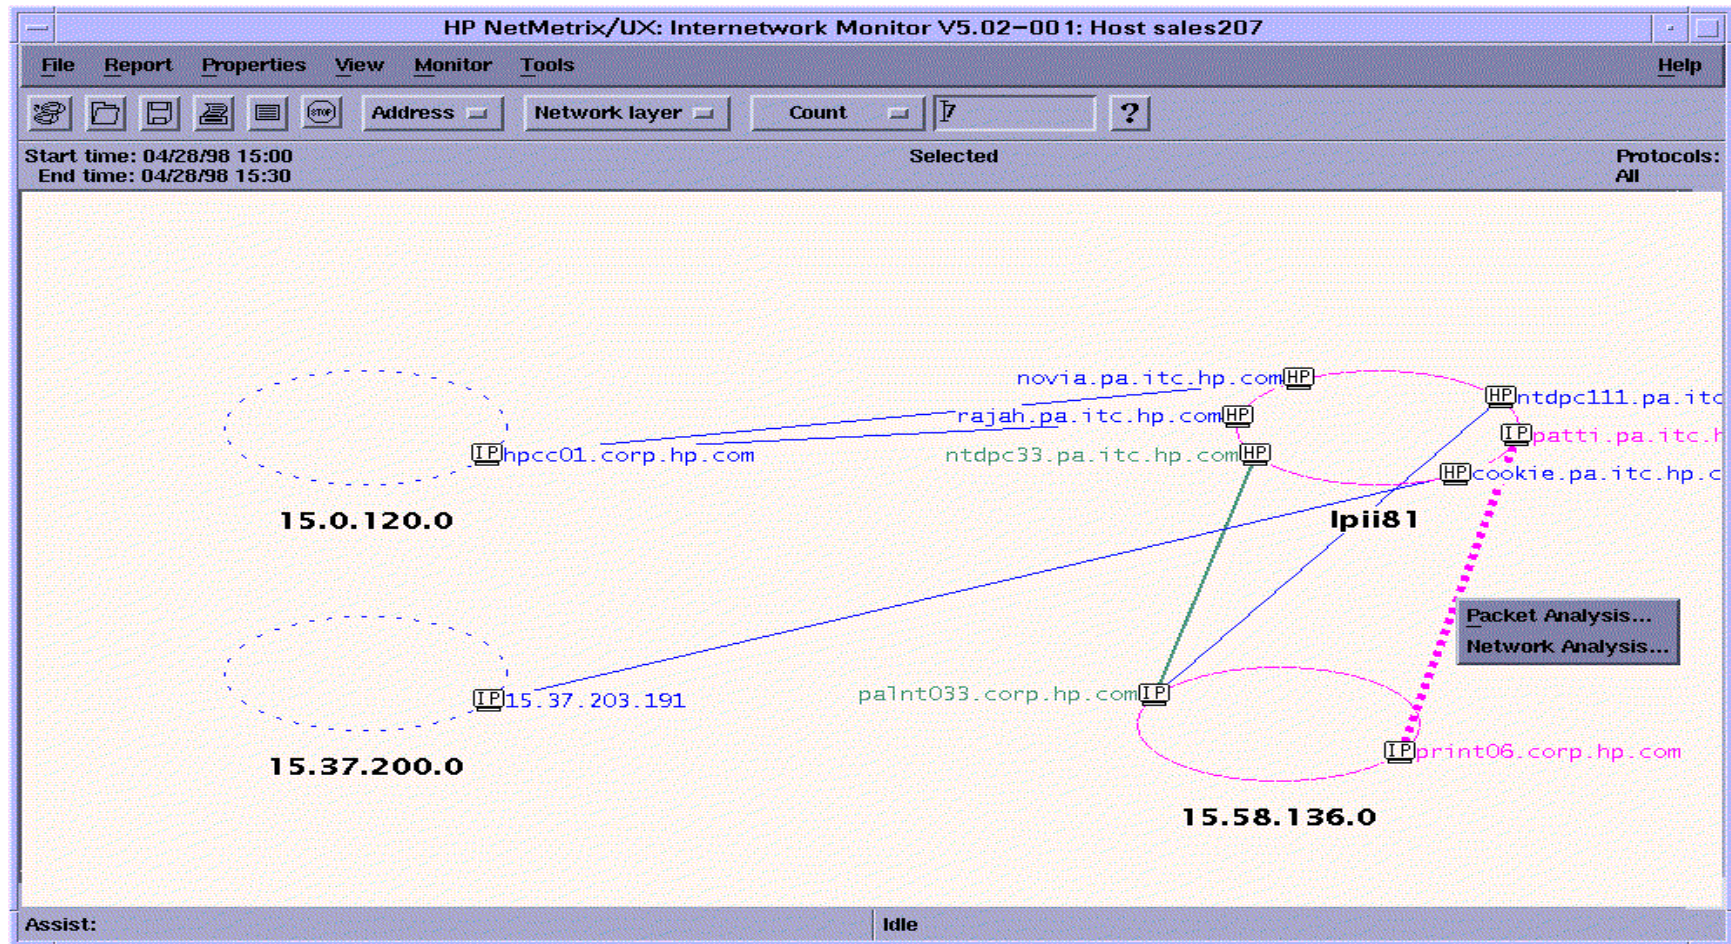 HP NetMetrix/UX: Internetwork Monitor V5.02-001: Host sales207
File Report Properties View Monitor Tools Help
STOP Address Network layer Count 7 ?
Start time: 04/28/98 15:00 Selected Protocols:
End time: 04/28/98 15:30 All
novia.pa.itc.hp.com HP
HP ntdpc111.pa.itc
rajah.pa.itc.hp.com HP
IP patti.pa.itc.h
IP hpcc01.corp.hp.com
ntdpc33.pa.itc.hp.com HP
HP cookie.pa.itc.hp.c
15.0.120.0
lpii81
Packet Analysis...
Network Analysis...
IP 15.37.203.191
palnt033.corp.hp.com IP
IP print06.corp.hp.com
15.37.200.0
15.58.136.0
Assist: Idle